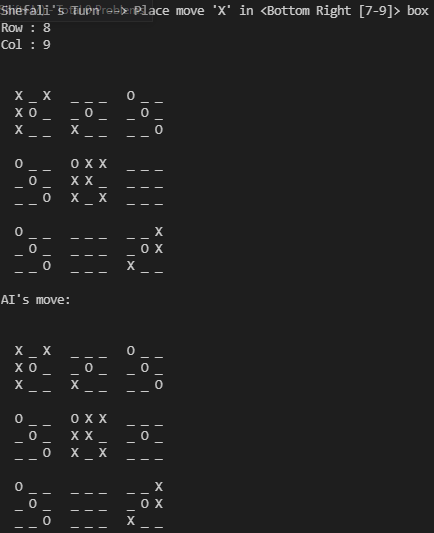 Shefali's Turn --> Place move 'X' in <Bottom Right [7-9]> box
Row : 8
Col : 9
X _ X _ _ _ O _ _
X O _ _ O _ _ O _
X _ _ X _ _ _ _ O
O _ _ O X X _ _ _
_ O _ X X _ _ _ _
_ _ O X _ X _ _ _
O _ _ _ _ _ _ _ X
_ O _ _ _ _ _ O X
_ _ O _ _ _ X _ _
AI's move:
X _ X _ _ _ O _ _
X O _ _ O _ _ O _
X _ _ X _ _ _ _ O
O _ _ O X X _ _ _
_ O _ X X _ _ O _
_ _ O X _ X _ _ _
O _ _ _ _ _ _ _ X
_ O _ _ _ _ _ O X
_ _ O _ _ _ X _ _